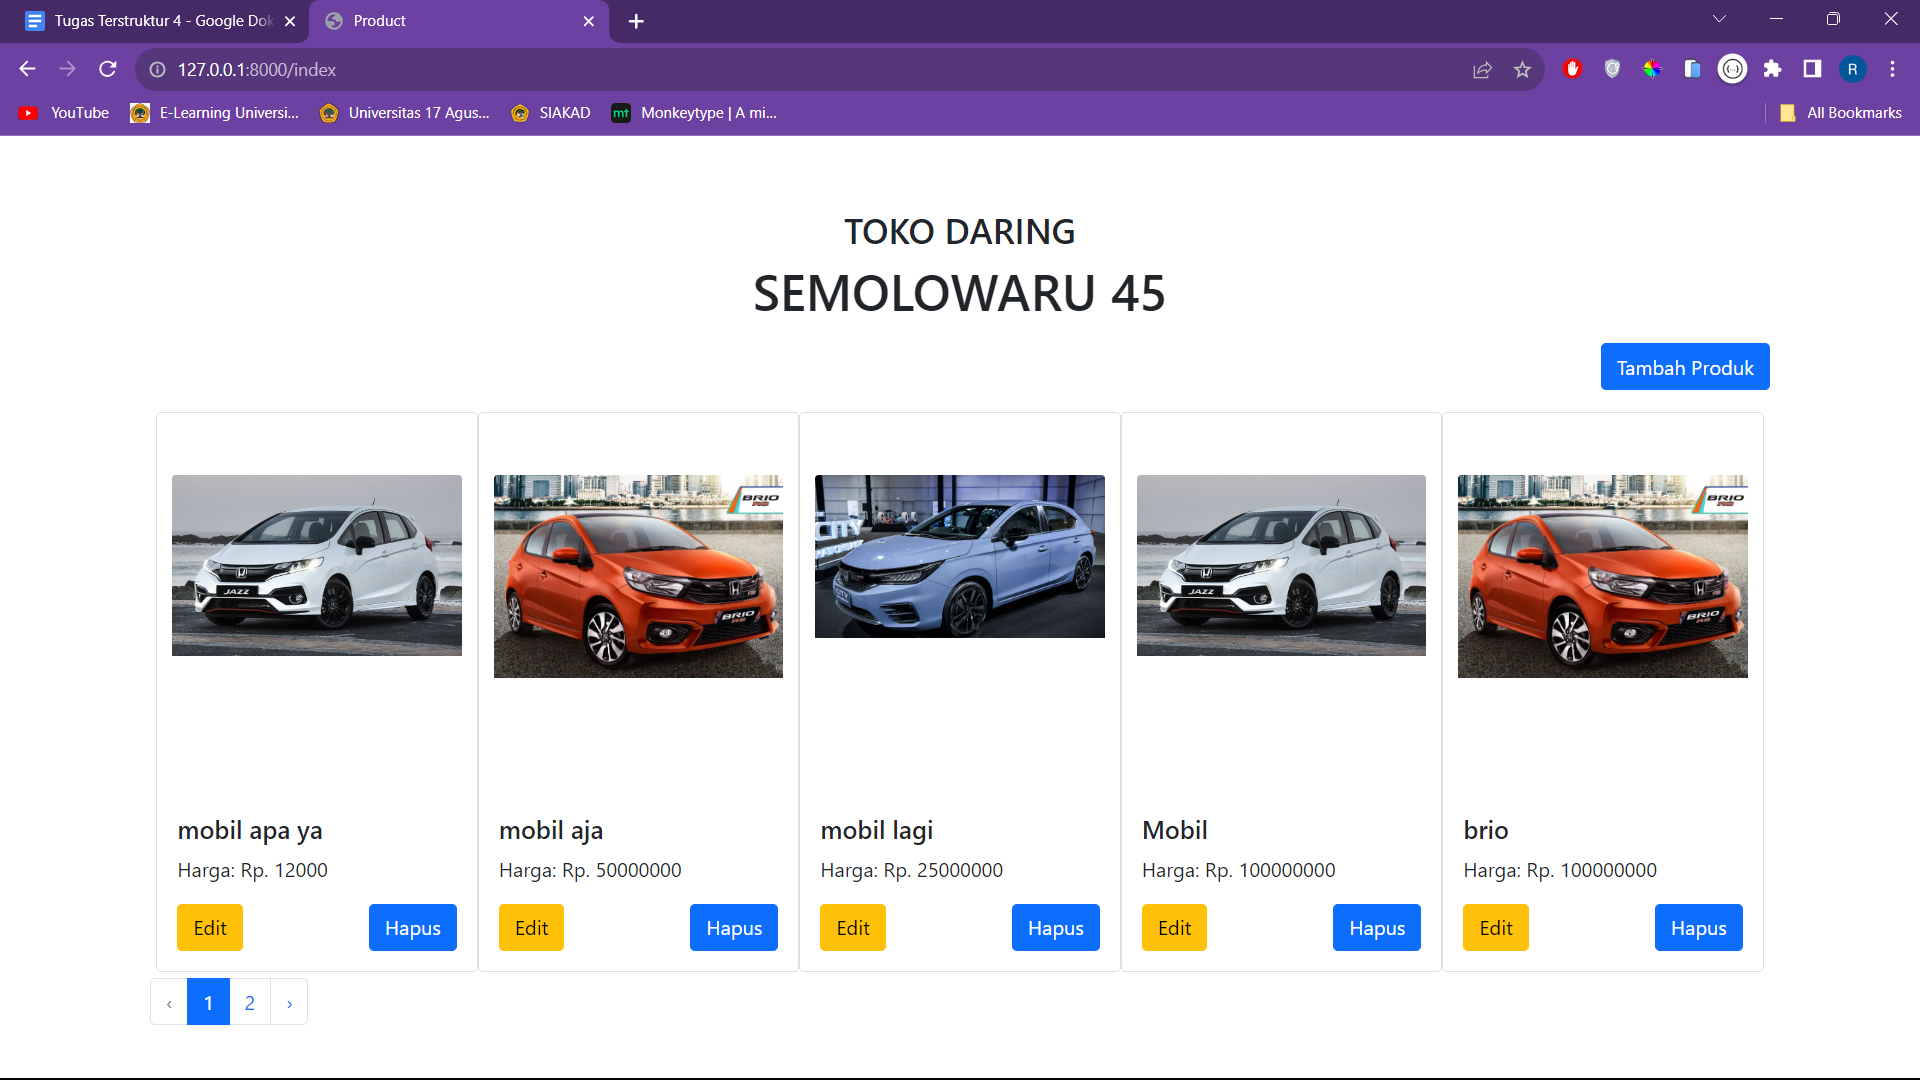 Tugas Terstruktur 4 - Google Dok
Product
127.0.0.1:8000/index
R
YouTube
E-Learning Universi...
Universitas 17 Agus...
SIAKAD
mt
Monkeytype | A mi...
All Bookmarks
TOKO DARING
SEMOLOWARU 45
Tambah Produk
JAZZ
BRIO
BRIO
CITY
JAZZ
BRIO
BRIO
mobil apa ya
Harga: Rp. 12000
Edit
Hapus
mobil aja
Harga: Rp. 50000000
Edit
Hapus
mobil lagi
Harga: Rp. 25000000
Edit
Hapus
Mobil
Harga: Rp. 100000000
Edit
Hapus
brio
Harga: Rp. 100000000
Edit
Hapus
‹ 1 2 ›